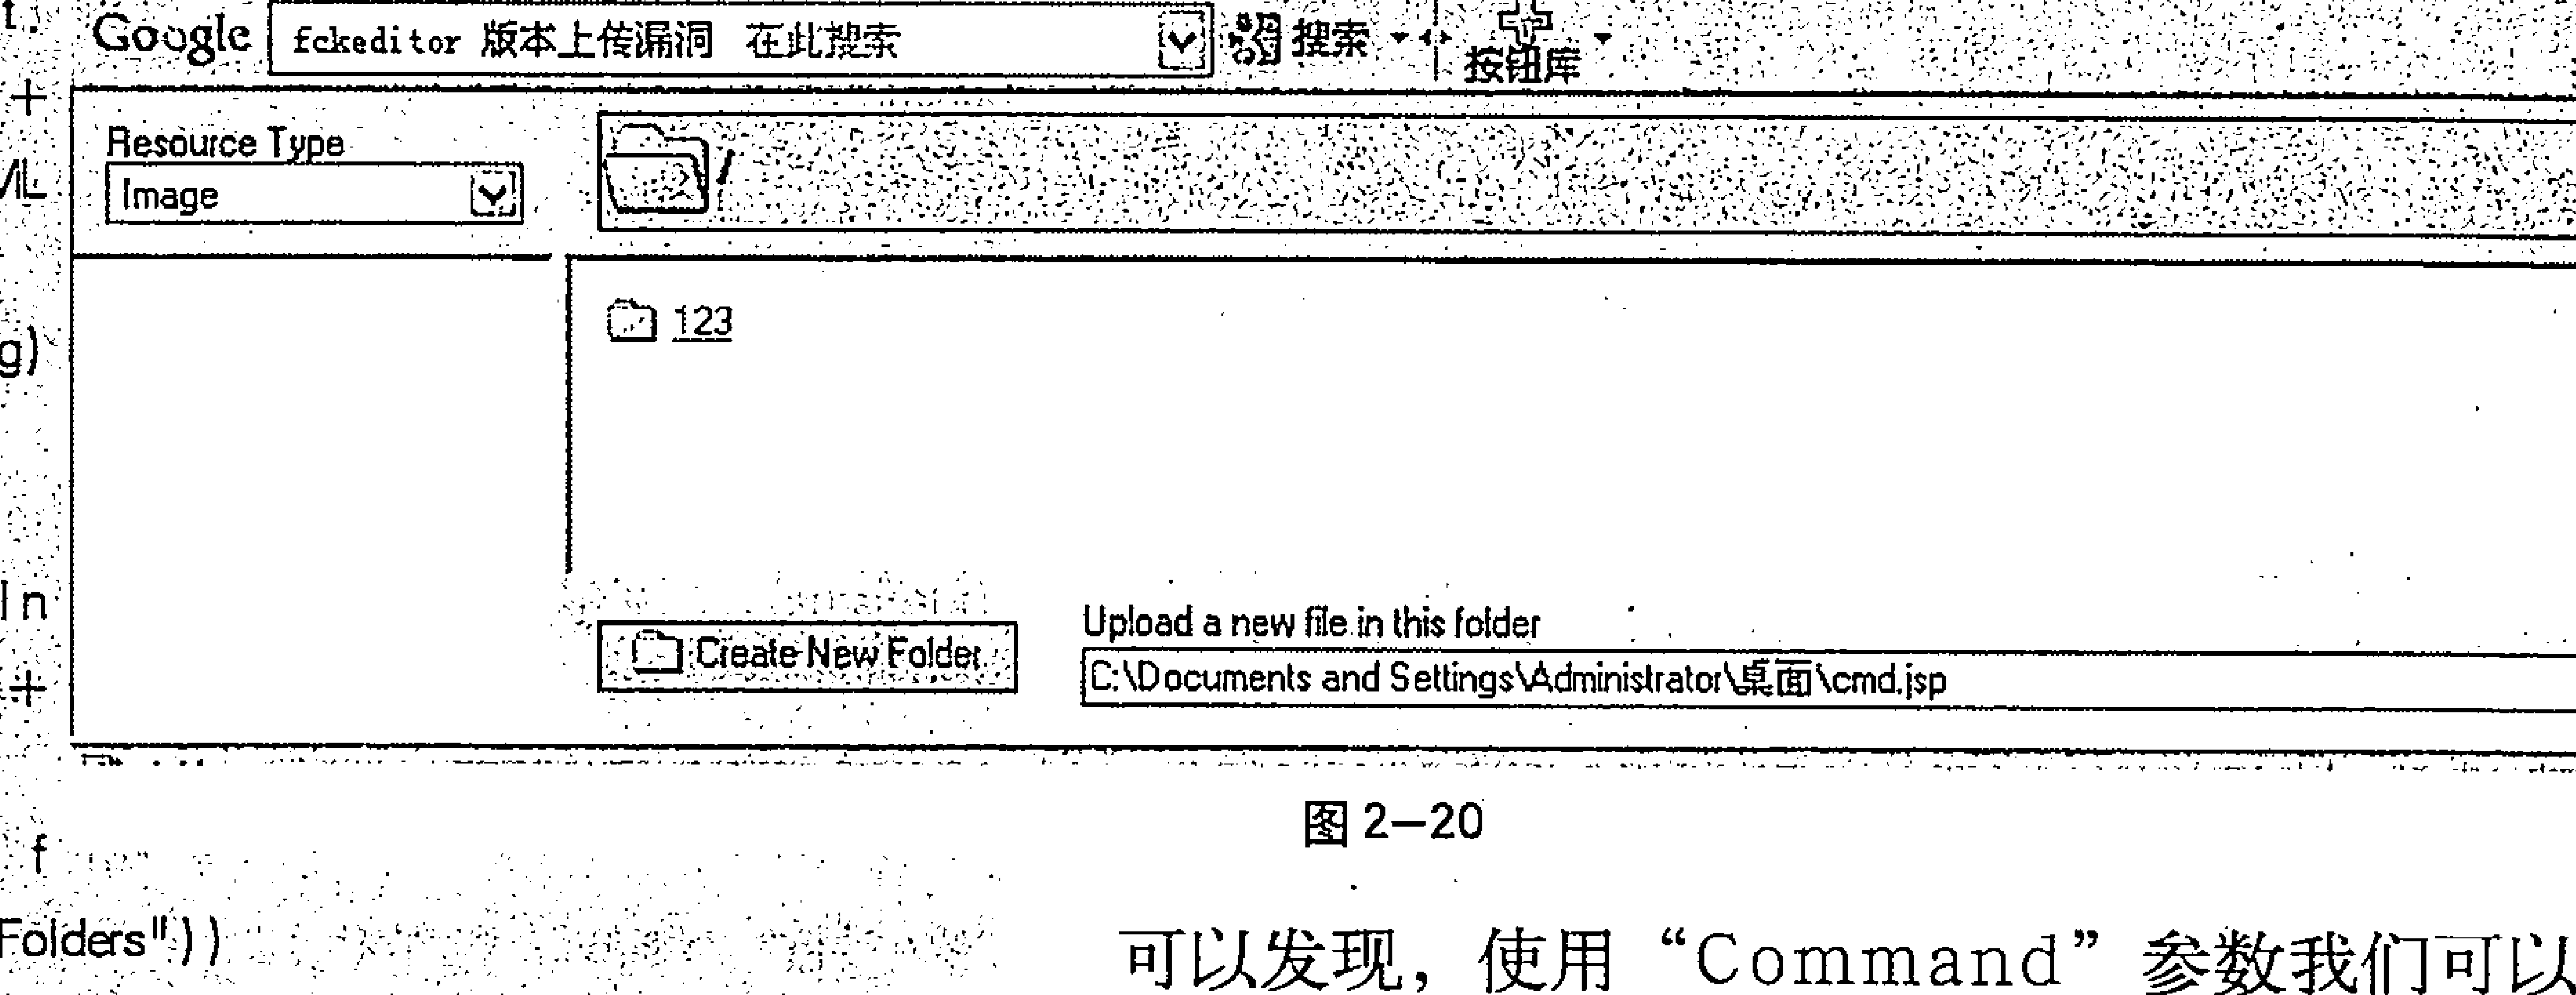 t.
Google fckeditor 版本上传漏洞 在此搜索 搜索
按钮库
+
Resource Type
ML /
Image
123
g)
In
Upload a new file in this folder
Create New Folder
C:\Documents and Settings\Administrator\桌面\cmd.jsp
+
图 2-20
f
Folders"))
可以发现，使用“Command”参数我们可以